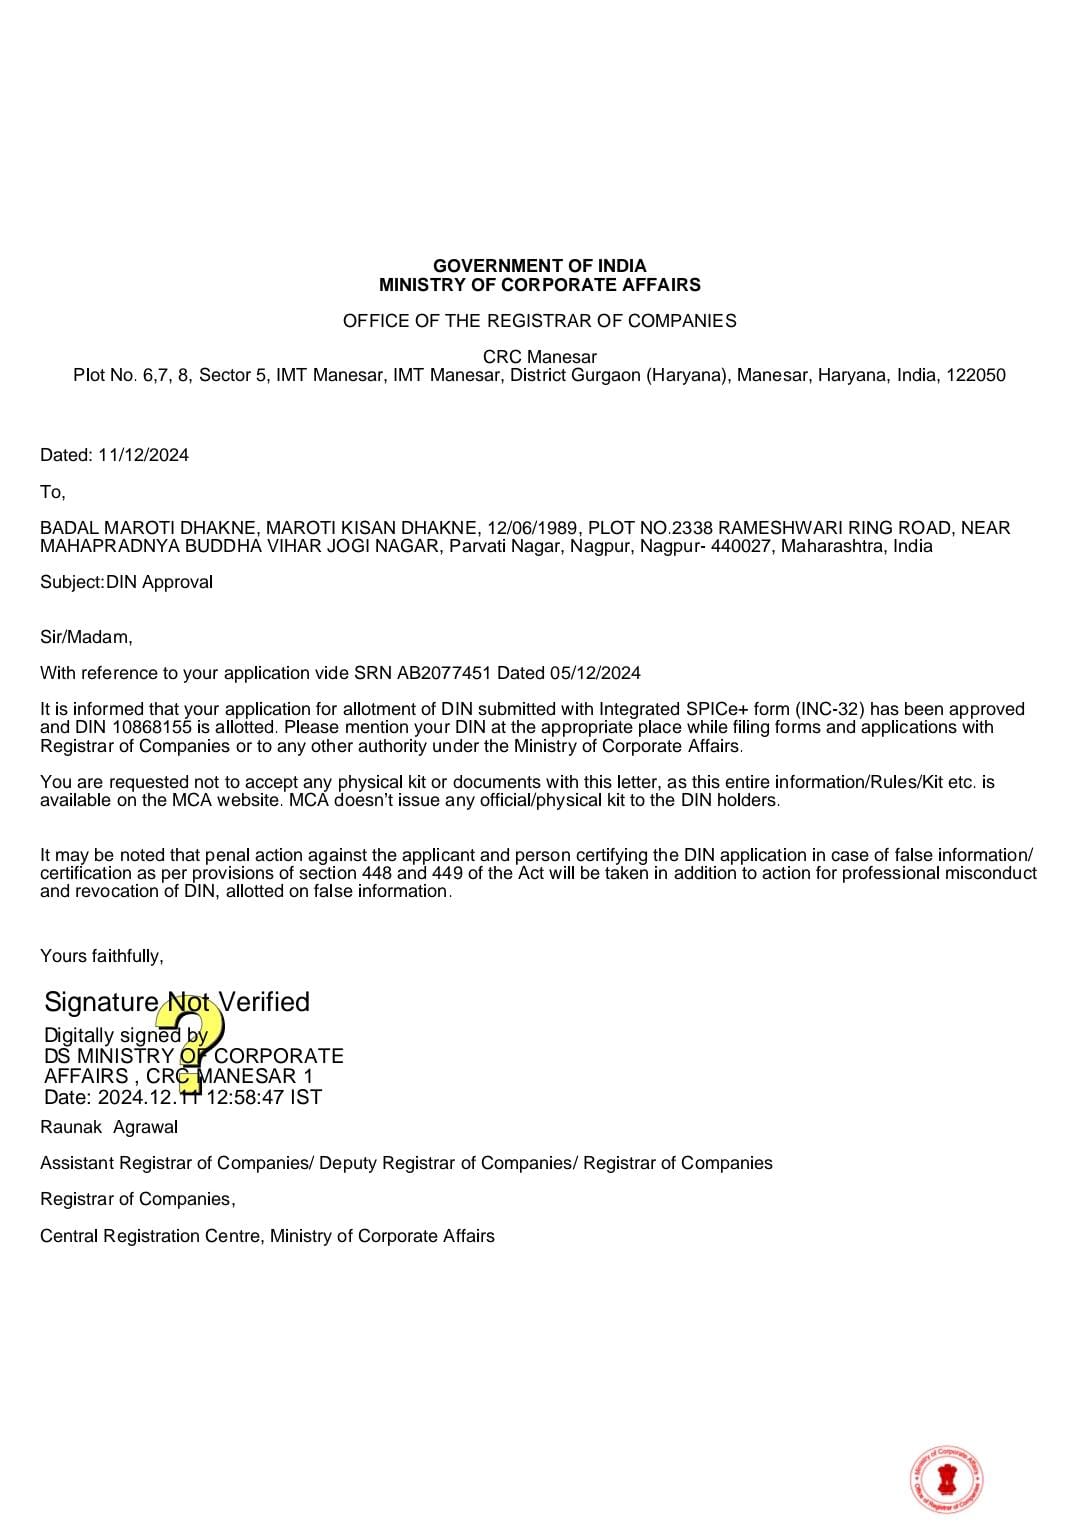 GOVERNMENT OF INDIA
MINISTRY OF CORPORATE AFFAIRS
OFFICE OF THE REGISTRAR OF COMPANIES
CRC Manesar
Plot No. 6,7, 8, Sector 5, IMT Manesar, IMT Manesar, District Gurgaon (Haryana), Manesar, Haryana, India, 122050
Dated: 11/12/2024
To,
BADAL MAROTI DHAKNE, MAROTI KISAN DHAKNE, 12/06/1989, PLOT NO.2338 RAMESHWARI RING ROAD, NEAR
MAHAPRADNYA BUDDHA VIHAR JOGI NAGAR, Parvati Nagar, Nagpur, Nagpur- 440027, Maharashtra, India
Subject:DIN Approval
Sir/Madam,
With reference to your application vide SRN AB2077451 Dated 05/12/2024
It is informed that your application for allotment of DIN submitted with Integrated SPICe+ form (INC-32) has been approved
and DIN 10868155 is allotted. Please mention your DIN at the appropriate place while filing forms and applications with
Registrar of Companies or to any other authority under the Ministry of Corporate Affairs.
You are requested not to accept any physical kit or documents with this letter, as this entire information/Rules/Kit etc. is
available on the MCA website. MCA doesn't issue any official/physical kit to the DIN holders.
It may be noted that penal action against the applicant and person certifying the DIN application in case of false information/
certification as per provisions of section 448 and 449 of the Act will be taken in addition to action for professional misconduct
and revocation of DIN, allotted on false information.
Yours faithfully,
Signature Not Verified
Digitally signed by
DS MINISTRY OF CORPORATE
AFFAIRS , CRC MANESAR 1
Date: 2024.12.11 12:58:47 IST
Raunak Agrawal
Assistant Registrar of Companies/ Deputy Registrar of Companies/ Registrar of Companies
Registrar of Companies,
Central Registration Centre, Ministry of Corporate Affairs
Ministry of Corporate Affairs
Office of Registrar of Companies